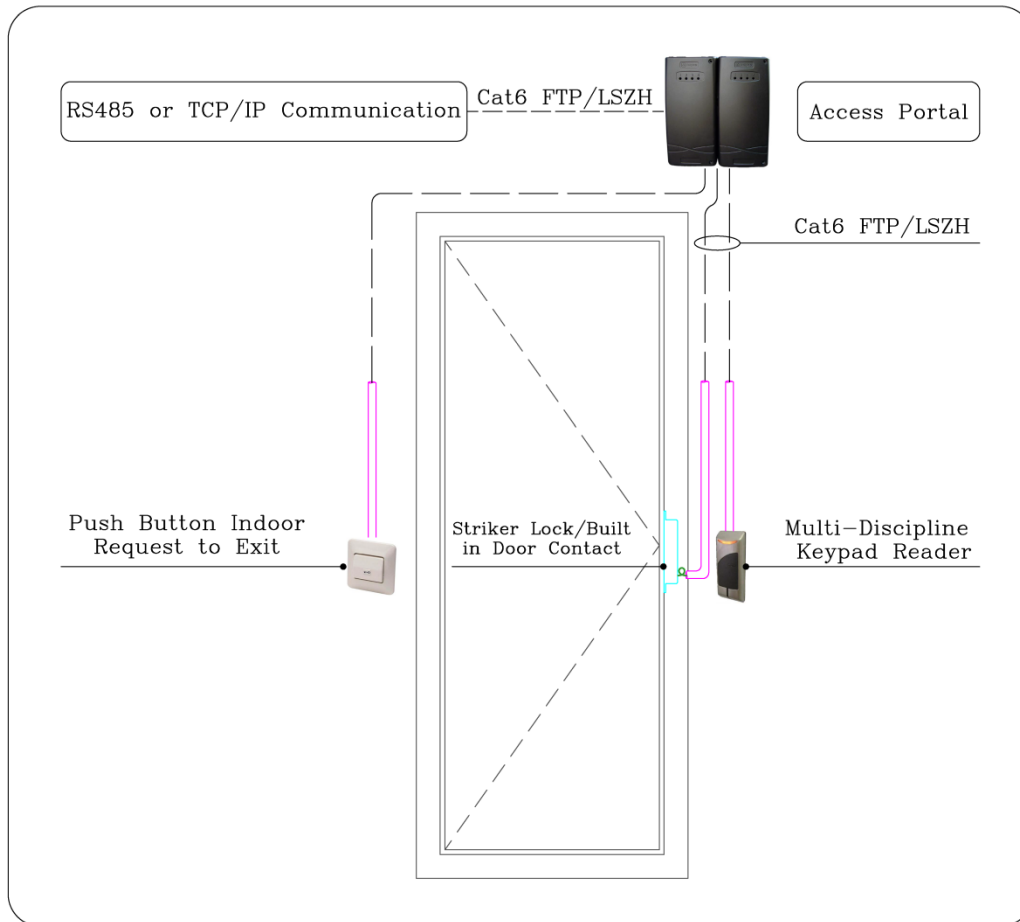 RS485 or TCP/IP Communication
Cat6 FTP/LSZH
Access Portal
Cat6 FTP/LSZH
Push Button Indoor
Request to Exit
Striker Lock/Built
in Door Contact
Multi-Discipline
Keypad Reader